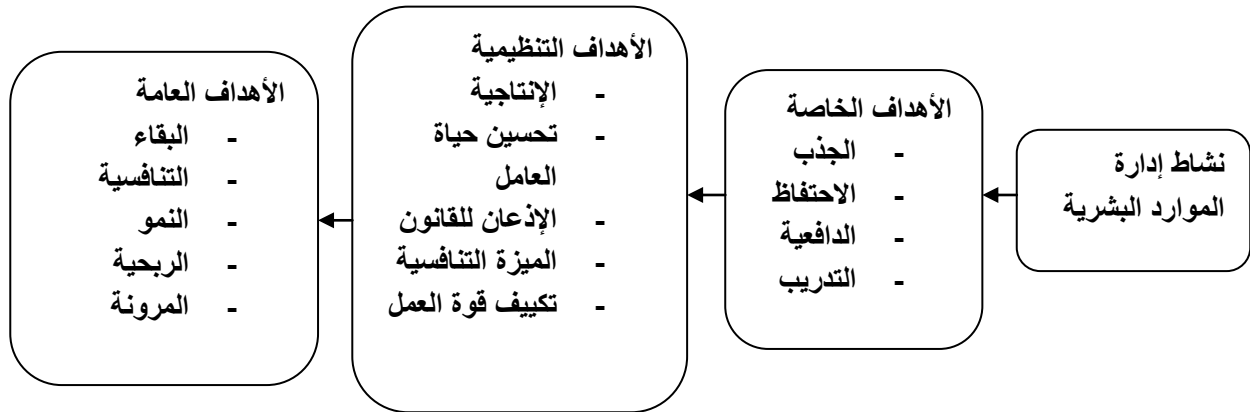 نشاط إدارة
الموارد البشرية
الأهداف الخاصة
- الجذب
- الاحتفاظ
- الدافعية
- التدريب
الأهداف التنظيمية
- الإنتاجية
- تحسين حياة
العامل
- الإذعان للقانون
- الميزة التنافسية
- تكييف قوة العمل
الأهداف العامة
- البقاء
- التنافسية
- النمو
- الربحية
- المرونة